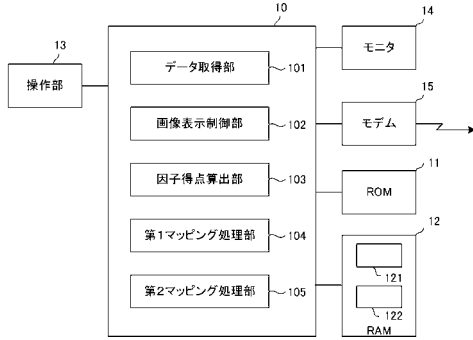 10
13
操作部
データ取得部
101
画像表示制御部
102
因子得点算出部
103
第1マッピング処理部
104
第2マッピング処理部
105
14
モニタ
15
モデム
11
ROM
12
121
122
RAM